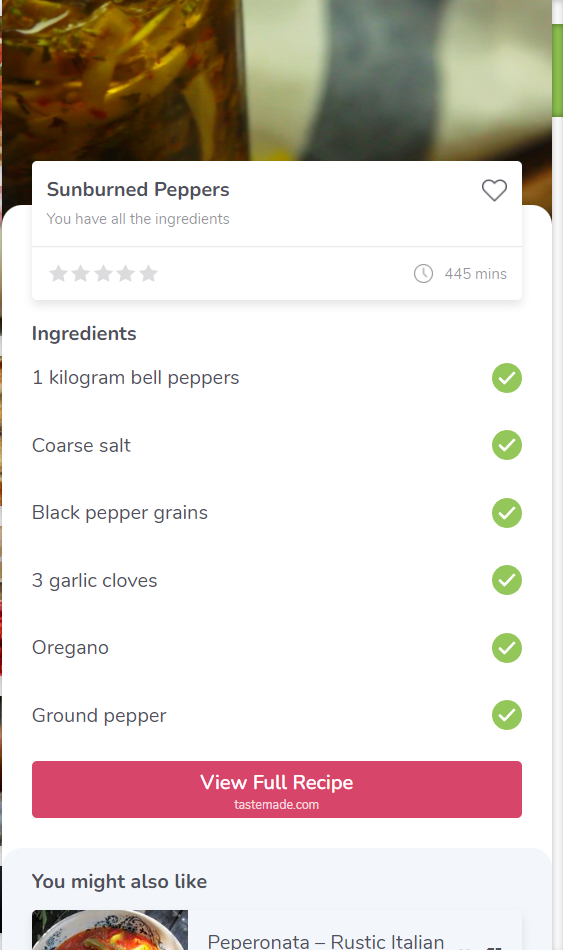 Sunburned Peppers
You have all the ingredients
445 mins
Ingredients
1 kilogram bell peppers
Coarse salt
Black pepper grains
3 garlic cloves
Oregano
Ground pepper
View Full Recipe
tastemade.com
You might also like
Peperonata – Rustic Italian